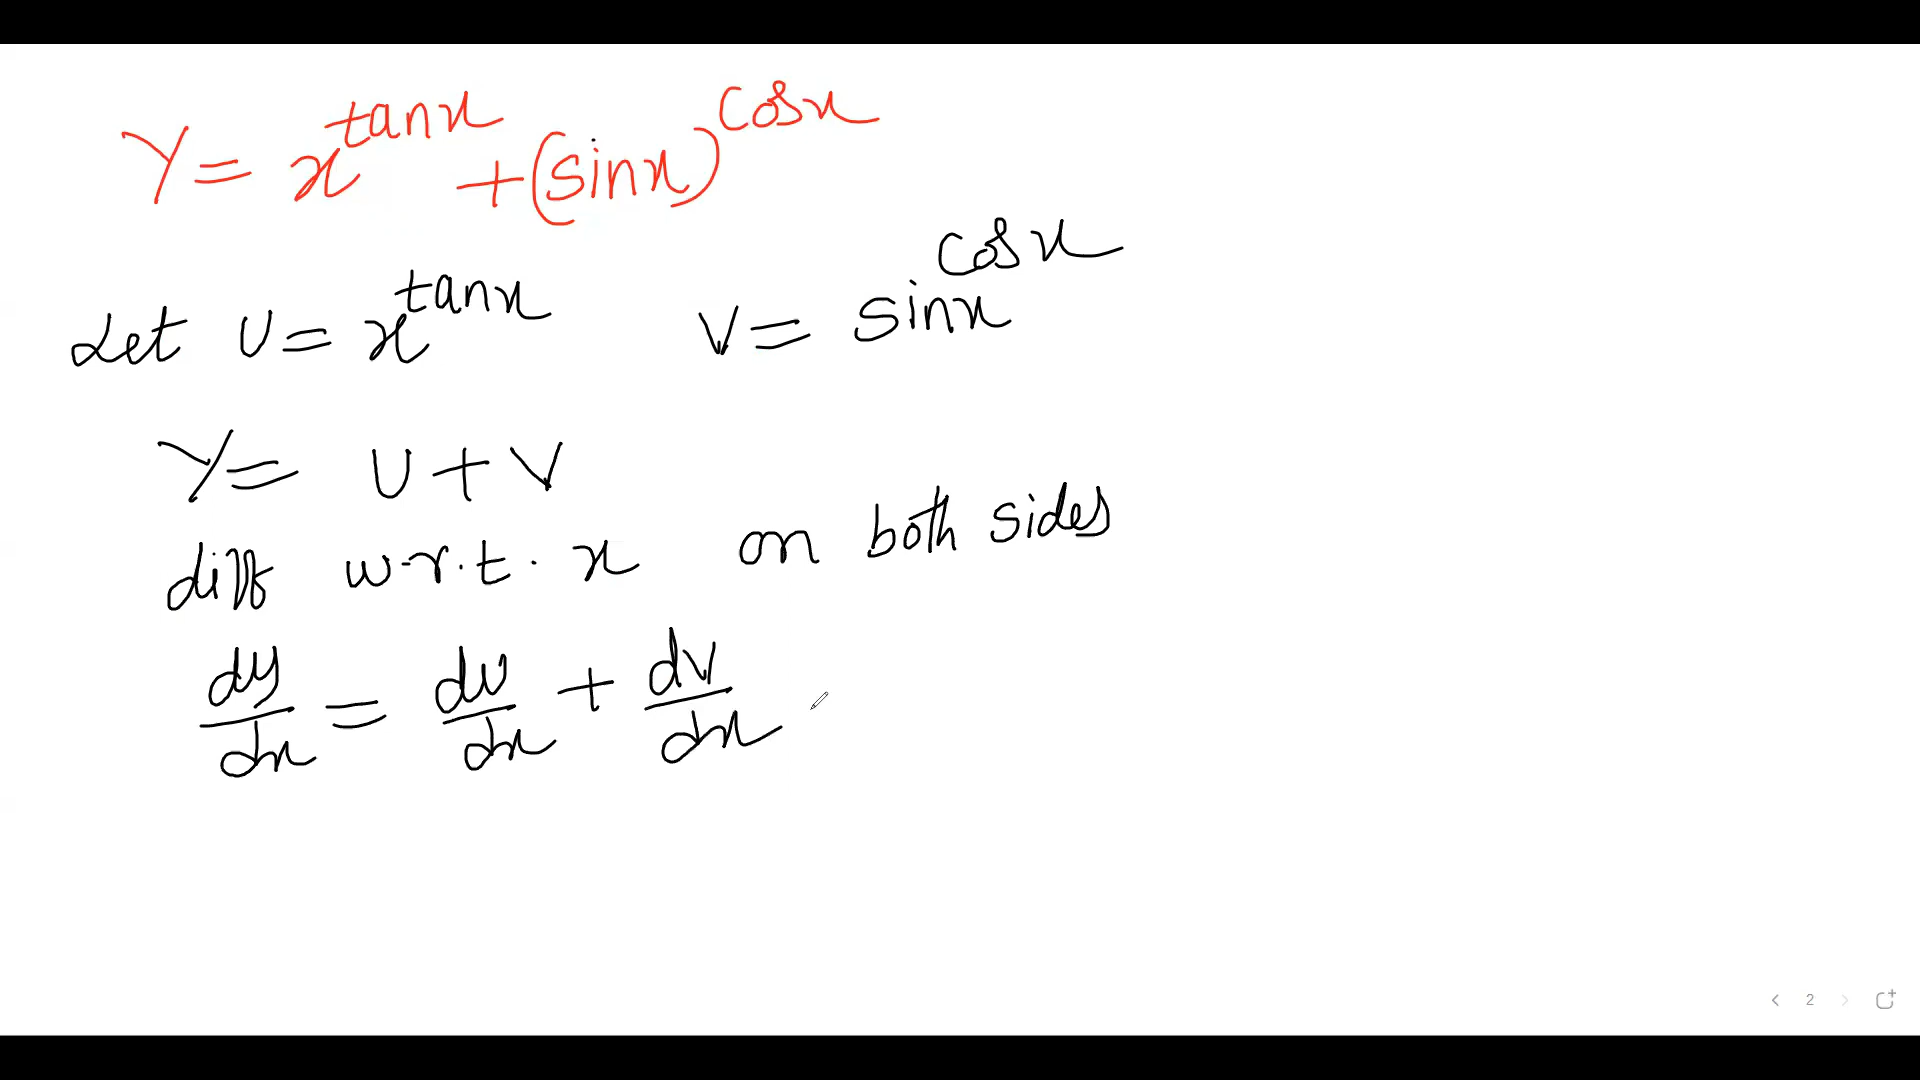 Y = x^tanx + (sinx)^cosx
Let U = x^tanx    V = sinx^cosx
Y = U + V
diff w.r.t. x on both sides
dy/dx = du/dx + dv/dx
2